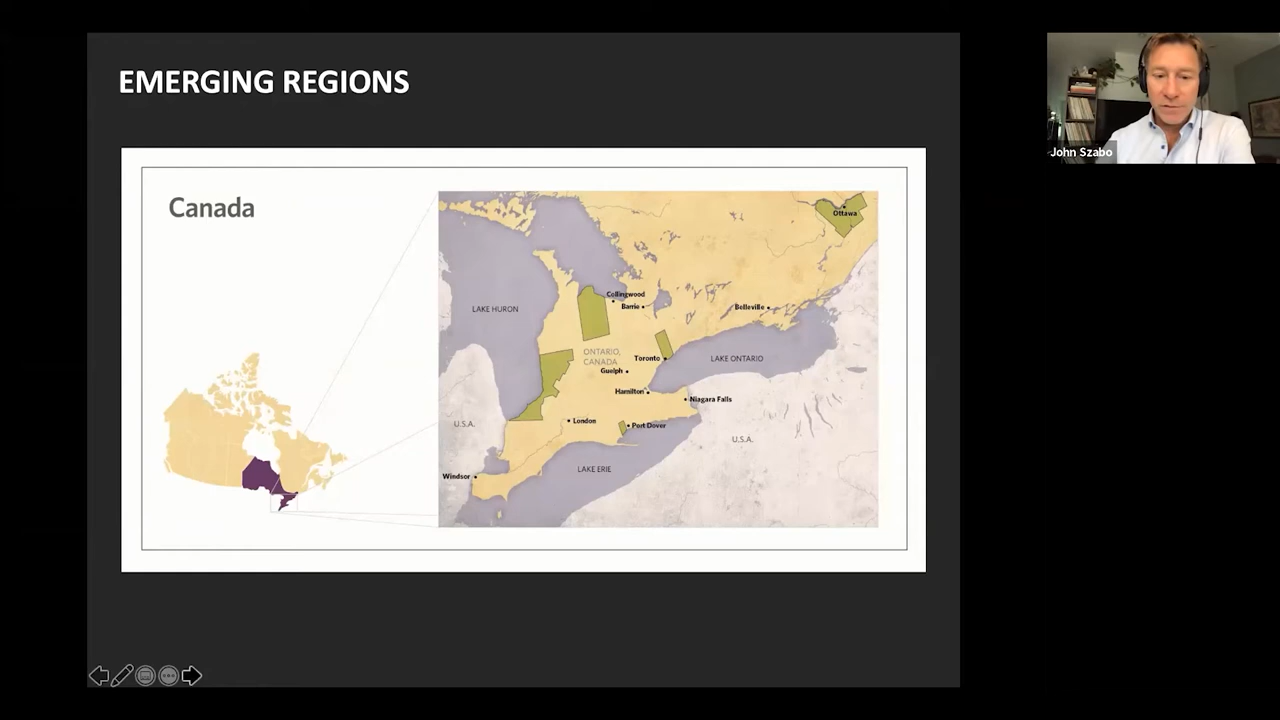 EMERGING REGIONS
Canada
Ottawa
Collingwood
Barrie
Belleville
LAKE HURON
ONTARIO,
CANADA
Toronto
LAKE ONTARIO
Guelph
Hamilton
Niagara Falls
U.S.A.
London
Port Dover
U.S.A.
LAKE ERIE
Windsor
John Szabo